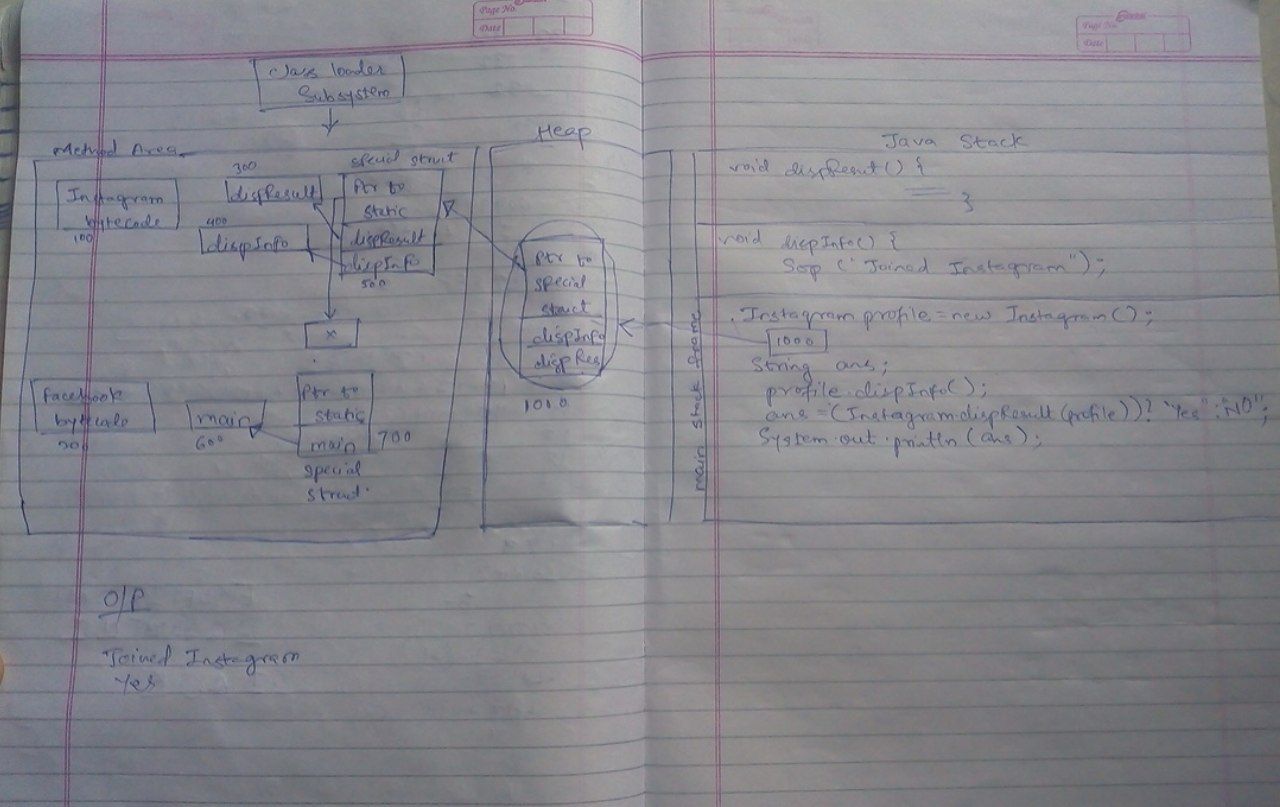 Page No.
Date
Page No.
Date
Class loader
Subsystem
Method Area
300
special struct
Instagram
bytecode
100
dispResult
400
dispInfo
Ptr to
static
dispResult
dispInfo
500
x
Facebook
bytecode
200
main
600
Ptr to
static
main
700
special
struct.
Heap
Ptr to
special
struct
dispInfo
dispRes
1000
Java Stack
void dispResult() {
}
void dispInfo() {
Sop ("Joined Instagram");
main Stack frame
Instagram profile = new Instagram();
1000
String ans;
profile.dispInfo();
ans = (Instagram.dispResult(profile))? "Yes":"NO";
System.out.println(ans);
O/P
Joined Instagram
Yes